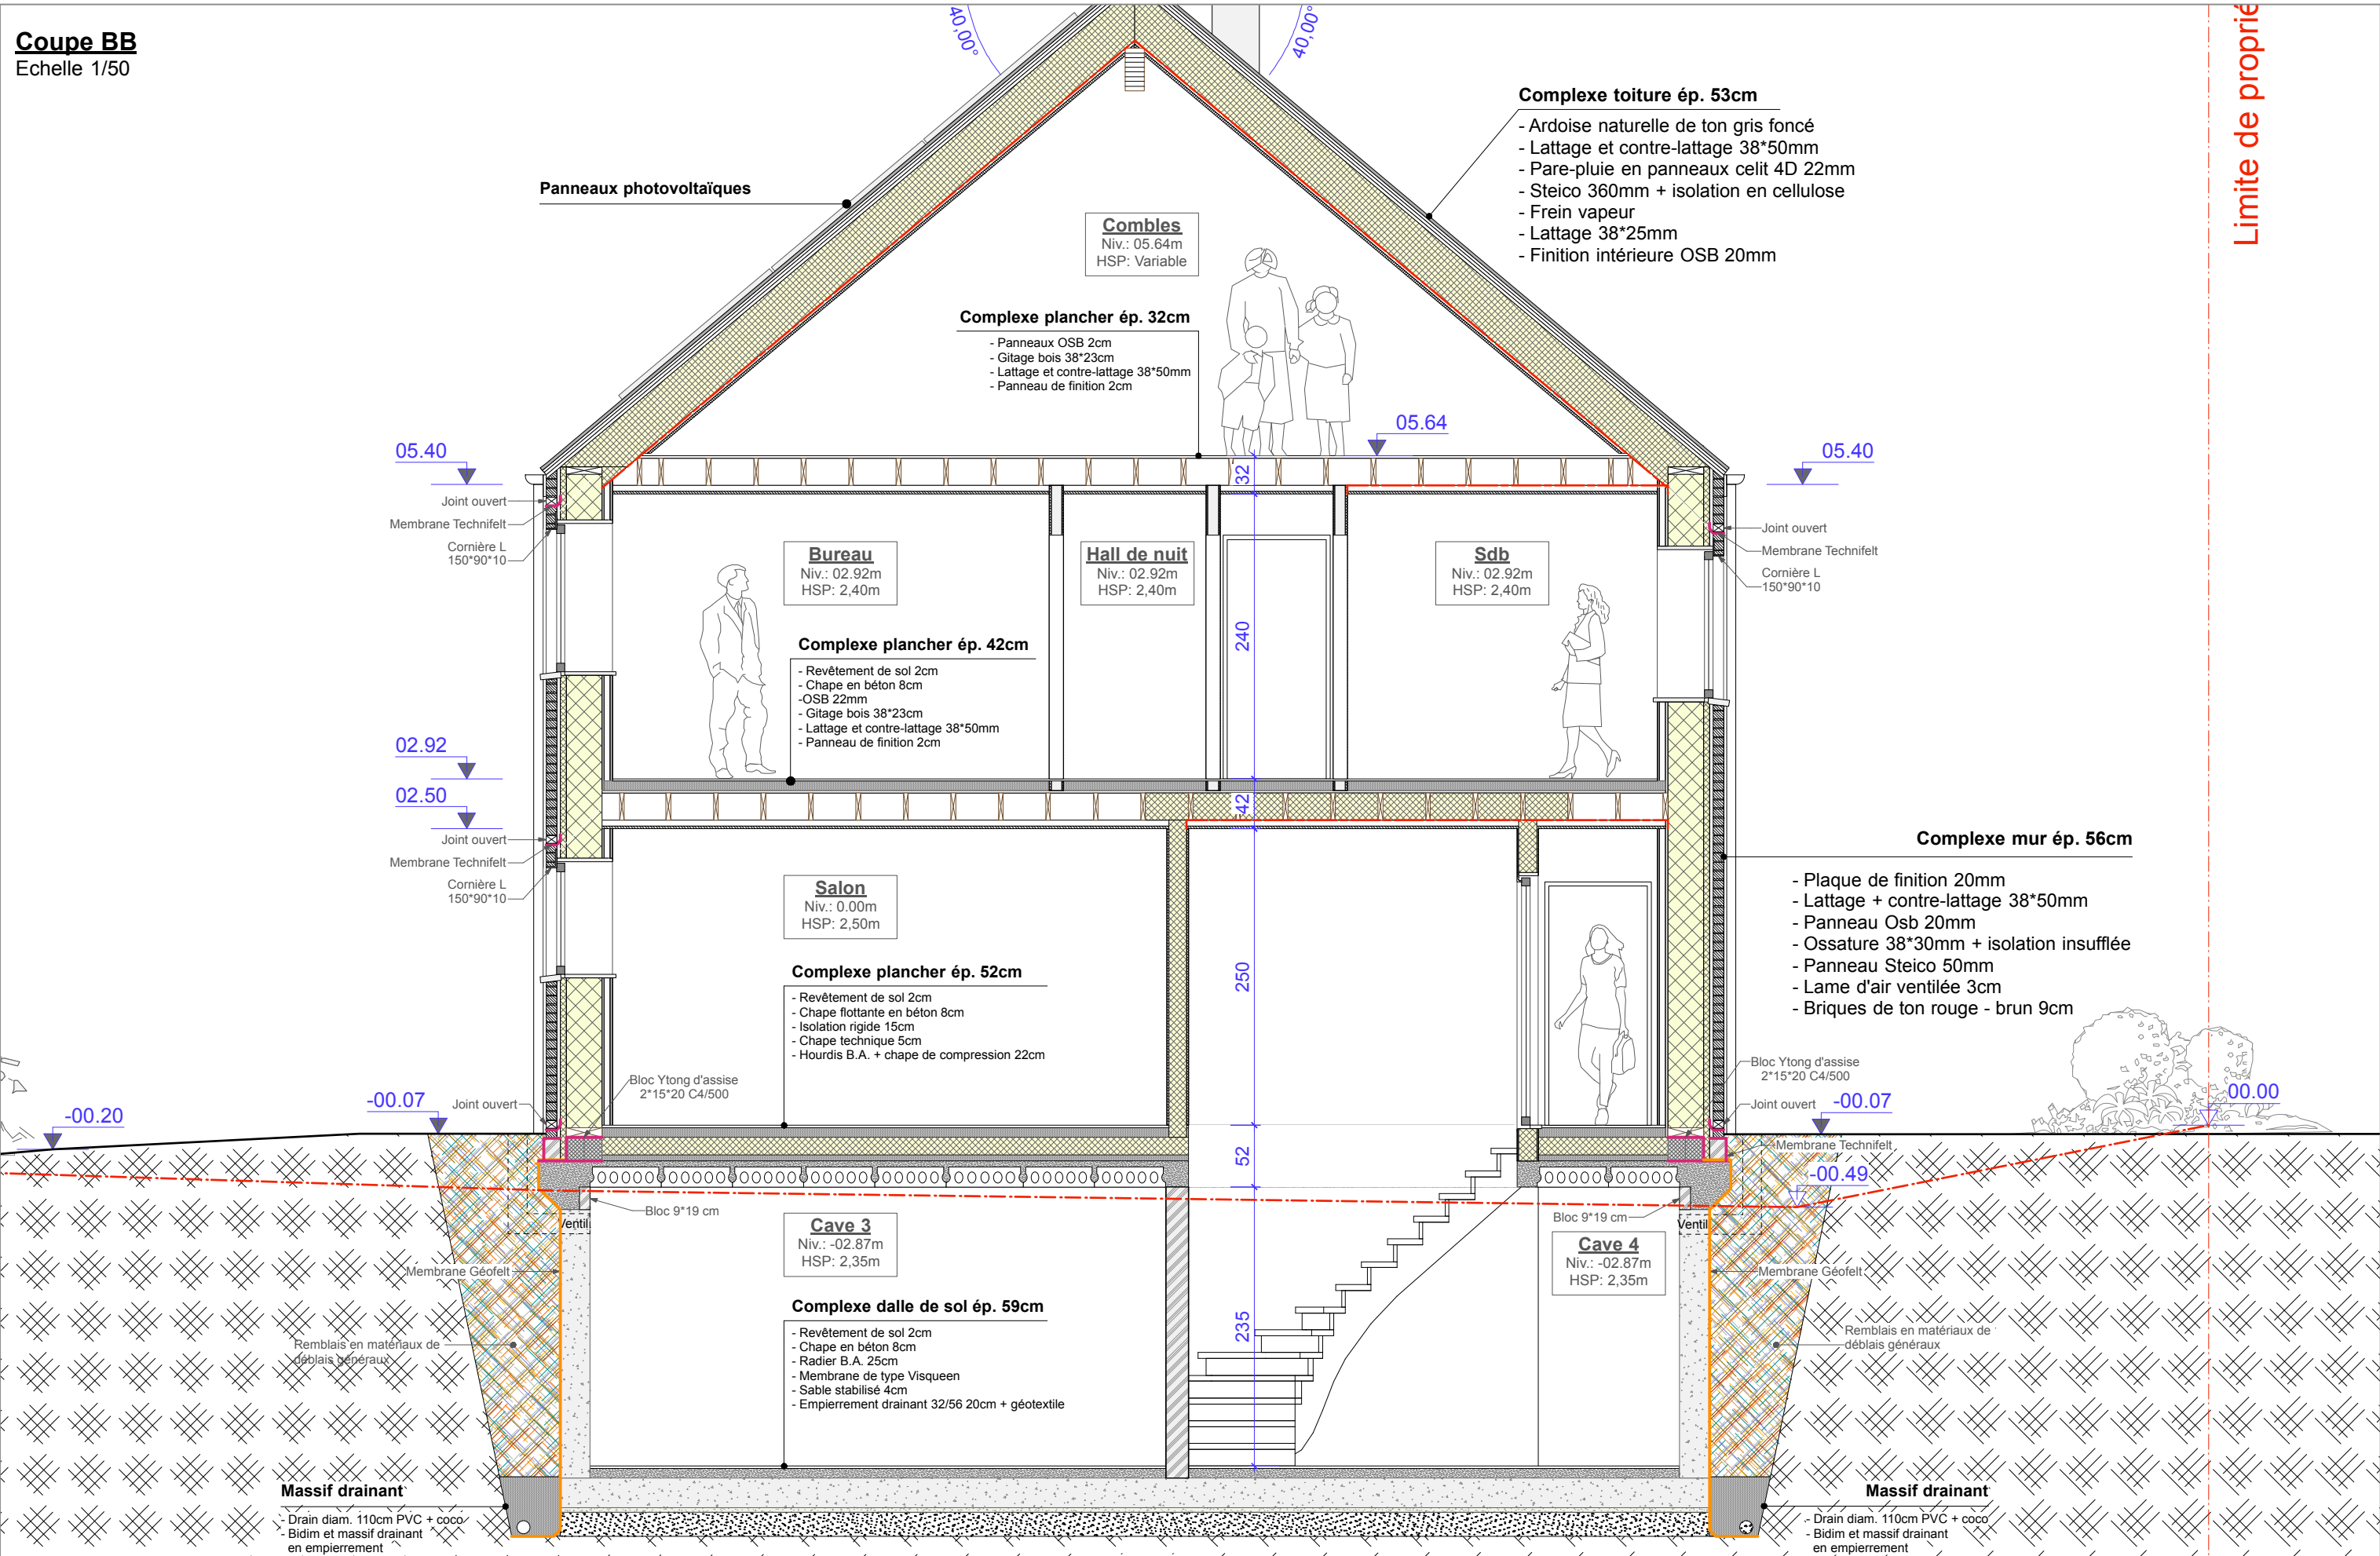 Coupe BB
Echelle 1/50
40,00°
40,00°
Limite de proprié
Complexe toiture ép. 53cm
- Ardoise naturelle de ton gris foncé
- Lattage et contre-lattage 38*50mm
- Pare-pluie en panneaux celit 4D 22mm
- Steico 360mm + isolation en cellulose
- Frein vapeur
- Lattage 38*25mm
- Finition intérieure OSB 20mm
Panneaux photovoltaïques
Combles
Niv.: 05.64m
HSP: Variable
Complexe plancher ép. 32cm
- Panneaux OSB 2cm
- Gitage bois 38*23cm
- Lattage et contre-lattage 38*50mm
- Panneau de finition 2cm
05.40
05.64
05.40
32
Joint ouvert
Membrane Technifelt
Cornière L
150*90*10
Joint ouvert
Membrane Technifelt
Cornière L
150*90*10
Bureau
Niv.: 02.92m
HSP: 2,40m
Hall de nuit
Niv.: 02.92m
HSP: 2,40m
Sdb
Niv.: 02.92m
HSP: 2,40m
240
Complexe plancher ép. 42cm
- Revêtement de sol 2cm
- Chape en béton 8cm
-OSB 22mm
- Gitage bois 38*23cm
- Lattage et contre-lattage 38*50mm
- Panneau de finition 2cm
02.92
02.50
42
Joint ouvert
Membrane Technifelt
Cornière L
150*90*10
Complexe mur ép. 56cm
- Plaque de finition 20mm
- Lattage + contre-lattage 38*50mm
- Panneau Osb 20mm
- Ossature 38*30mm + isolation insufflée
- Panneau Steico 50mm
- Lame d'air ventilée 3cm
- Briques de ton rouge - brun 9cm
Salon
Niv.: 0.00m
HSP: 2,50m
250
Complexe plancher ép. 52cm
- Revêtement de sol 2cm
- Chape flottante en béton 8cm
- Isolation rigide 15cm
- Chape technique 5cm
- Hourdis B.A. + chape de compression 22cm
Bloc Ytong d'assise
2*15*20 C4/500
Bloc Ytong d'assise
2*15*20 C4/500
-00.20
-00.07
Joint ouvert
Joint ouvert
-00.07
00.00
Membrane Technifelt
52
-00.49
Bloc 9*19 cm
Bloc 9*19 cm
Ventil
Ventil
Cave 3
Niv.: -02.87m
HSP: 2,35m
Cave 4
Niv.: -02.87m
HSP: 2,35m
Membrane Géofelt
Membrane Géofelt
235
Complexe dalle de sol ép. 59cm
- Revêtement de sol 2cm
- Chape en béton 8cm
- Radier B.A. 25cm
- Membrane de type Visqueen
- Sable stabilisé 4cm
- Empierrement drainant 32/56 20cm + géotextile
Remblais en matériaux de
déblais généraux
Remblais en matériaux de
déblais généraux
Massif drainant
- Drain diam. 110cm PVC + coco
- Bidim et massif drainant
en empierrement
Massif drainant
- Drain diam. 110cm PVC + coco
- Bidim et massif drainant
en empierrement